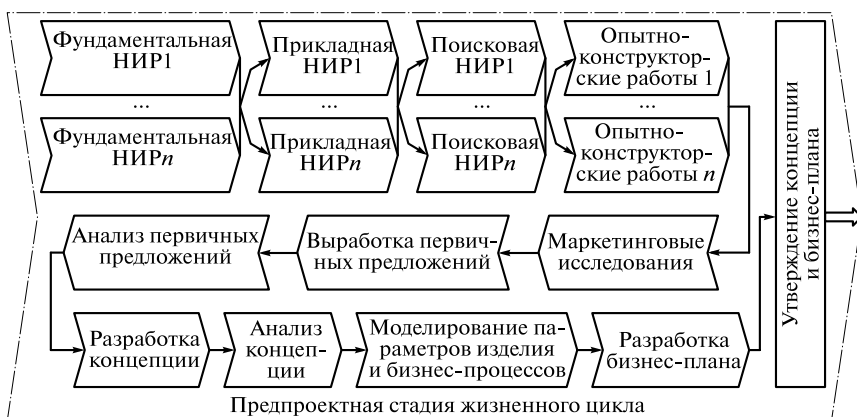 Фундаментальная
НИР1
Прикладная
НИР1
Поисковая
НИР1
Опытно-
конструктор-
ские работы 1
...
...
...
...
Фундаментальная
НИРn
Прикладная
НИРn
Поисковая
НИРn
Опытно-
конструктор-
ские работы n
Анализ первичных
предложений
Выработка первич-
ных предложений
Маркетинговые
исследования
Разработка
концепции
Анализ
концеп-
ции
Моделирование па-
раметров изделия
и бизнес-процессов
Разработка
бизнес-плана
Утверждение концепции
и бизнес-плана
Предпроектная стадия жизненного цикла